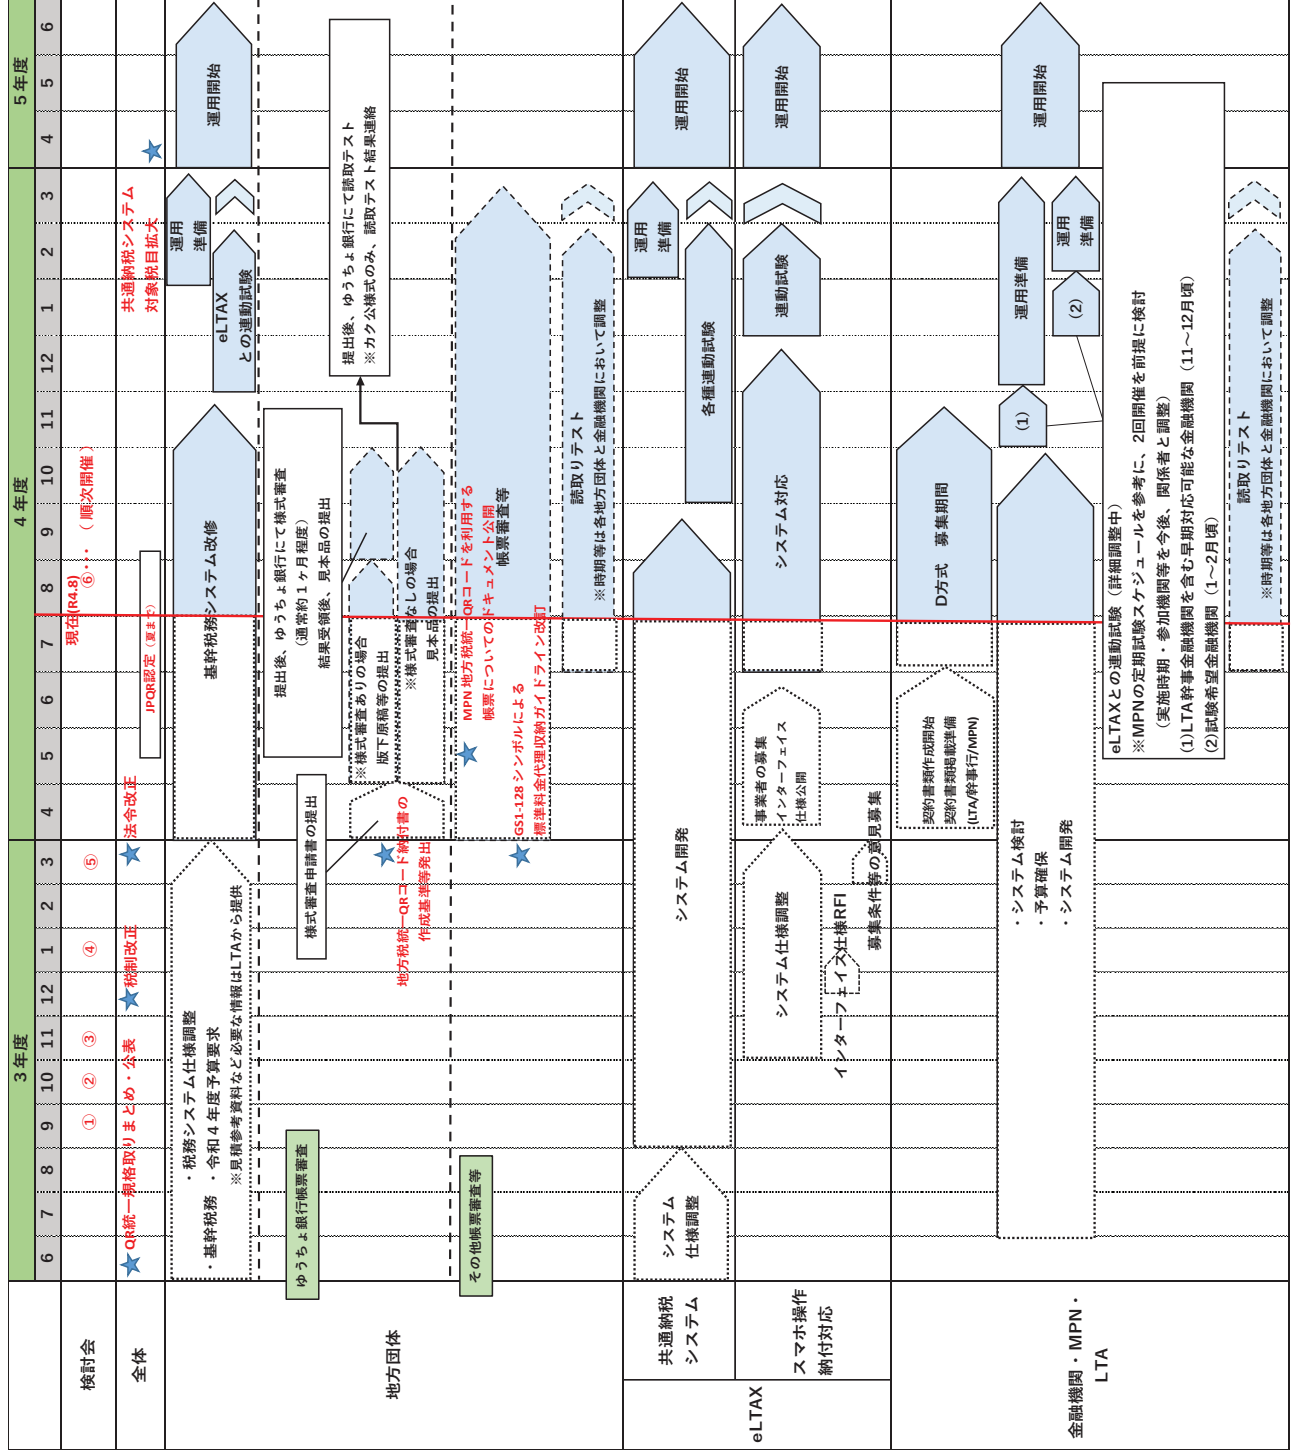 3年度
4年度
5年度
6
7
8
9
10
11
12
1
2
3
4
5
6
7
8
9
10
11
12
1
2
3
4
5
6
検討会
①
②
③
④
⑤
⑥・・・（順次開催）
現在(R4.8)
全体
QR統一規格取りまとめ・公表
税制改正
法令改正
JPQR認定（夏まで）
共通納税システム
対象税目拡大
地方団体
・基幹税務
・税務システム仕様調整
・令和４年度予算要求
※見積参考資料など必要な情報はLTAから提供
基幹税務システム改修
eLTAX
との連動試験
運用
準備
運用開始
ゆうちょ銀行帳票審査
様式審査申請書の提出
提出後、ゆうちょ銀行にて様式審査
（通常約１ヶ月程度）
結果受領後、見本品の提出
提出後、ゆうちょ銀行にて読取テスト
※カク公様式のみ、読取テスト結果連絡
※様式審査ありの場合
版下原稿等の提出
※様式審査なしの場合
見本品の提出
地方税統一QRコード納付書の
作成基準等発出
その他帳票審査等
MPN 地方税統一QRコードを利用する
帳票についてのドキュメント公開
帳票審査等
GS1-128 シンボルによる
標準料金代理収納ガイドライン改訂
読取りテスト
※時期等は各地方団体と金融機関において調整
eLTAX
共通納税
システム
システム
仕様調整
システム開発
各種連動試験
運用
準備
運用開始
スマホ操作
納付対応
システム仕様調整
事業者の募集
インターフェイス
仕様公開
システム対応
連動試験
運用開始
インターフェイス仕様RFI
募集条件等の意見募集
金融機関・MPN・
LTA
契約書類作成開始
契約書類掲載準備
(LTA/幹事行/MPN)
D方式　募集期間
・システム検討
・予算確保
・システム開発
(1)
運用準備
(2)
運用
準備
運用開始
eLTAXとの連動試験（詳細調整中）
※MPNの定期試験スケジュールを参考に、2回開催を前提に検討
（実施時期・参加機関等を今後、関係者と調整）
(1)LTA幹事金融機関を含む早期対応可能な金融機関（11～12月頃）
(2)試験希望金融機関（1～2月頃）
読取りテスト
※時期等は各地方団体と金融機関において調整